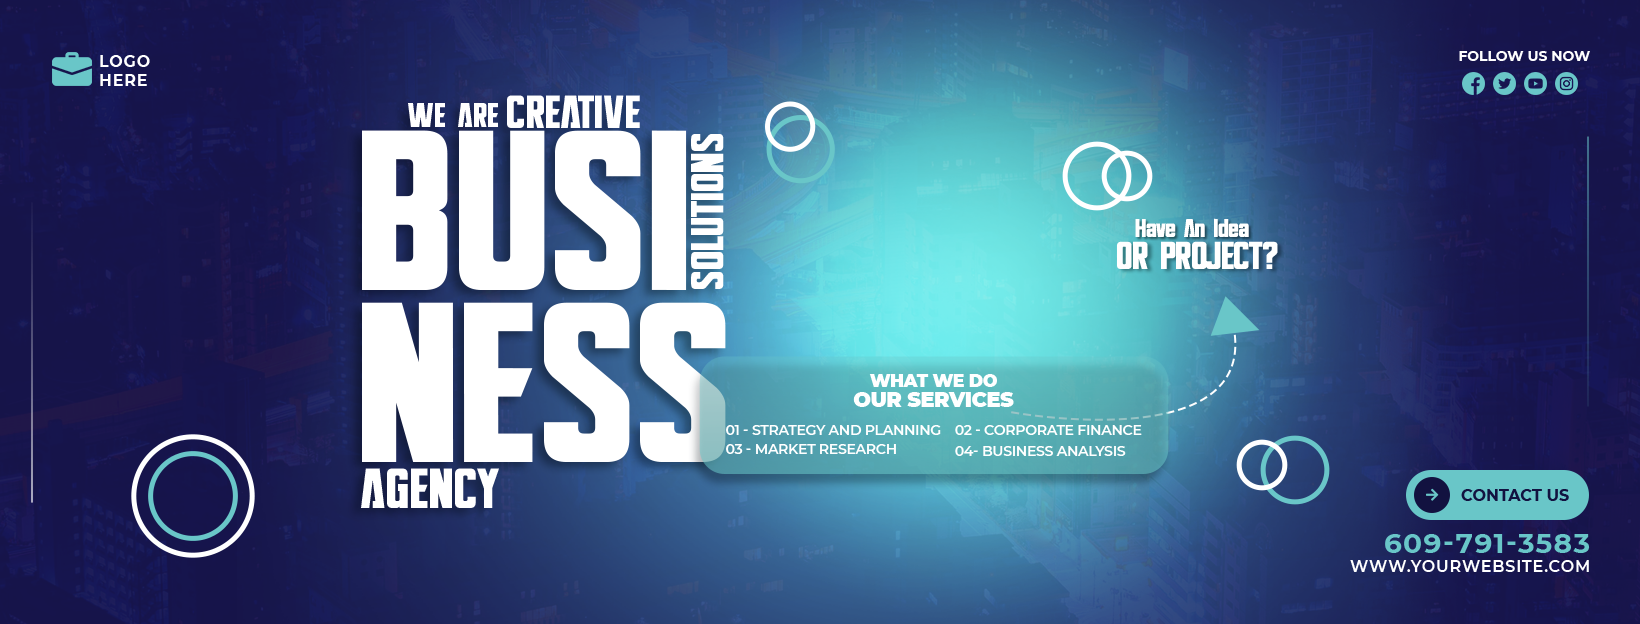 LOGO
HERE
FOLLOW US NOW
WE ARE CREATIVE
BUSI
SOLUTIONS
NESS
AGENCY
Have An Idea
OR PROJECT?
WHAT WE DO
OUR SERVICES
01 - STRATEGY AND PLANNING
02 - CORPORATE FINANCE
03 - MARKET RESEARCH
04- BUSINESS ANALYSIS
CONTACT US
609-791-3583
WWW.YOURWEBSITE.COM